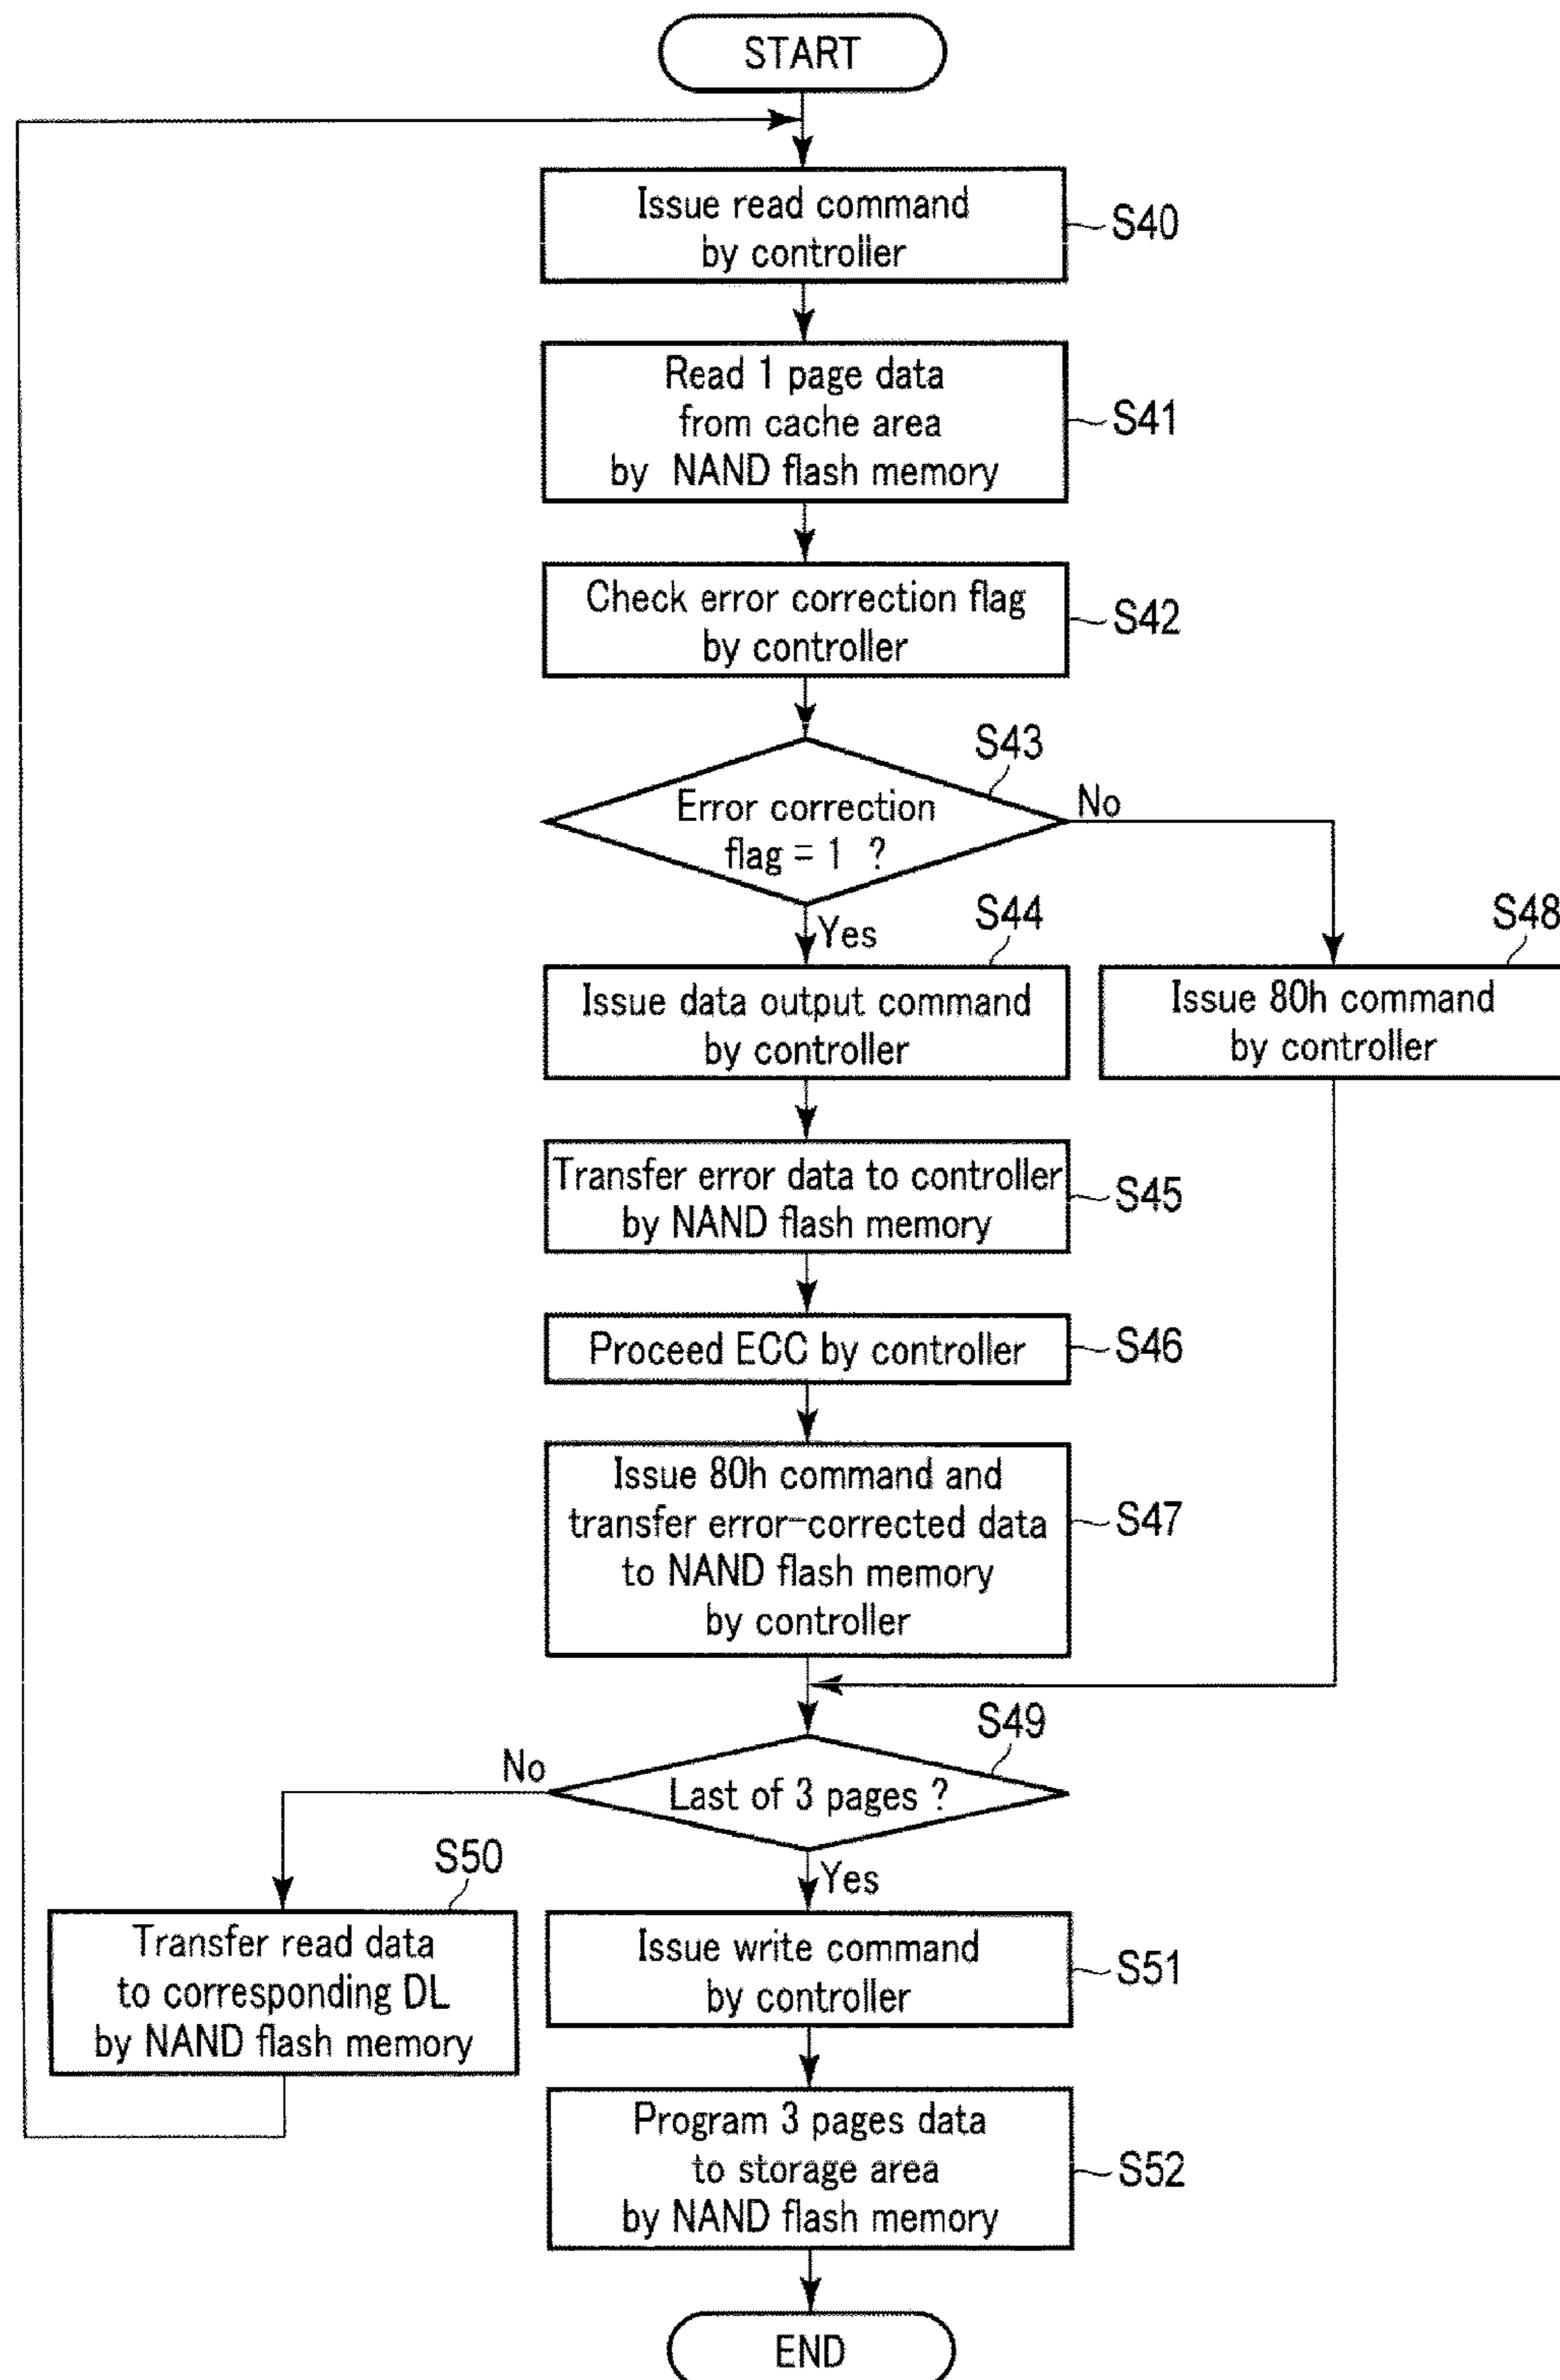 START
Issue read command
by controller
S40
Read 1 page data
from cache area
by NAND flash memory
S41
Check error correction flag
by controller
S42
S43
Error correction
flag = 1 ?
No
Yes
S44
Issue data output command
by controller
S48
Issue 80h command
by controller
Transfer error data to controller
by NAND flash memory
S45
Proceed ECC by controller
S46
Issue 80h command and
transfer error-corrected data
to NAND flash memory
by controller
S47
S49
Last of 3 pages ?
No
Yes
S50
Transfer read data
to corresponding DL
by NAND flash memory
Issue write command
by controller
S51
Program 3 pages data
to storage area
by NAND flash memory
S52
END